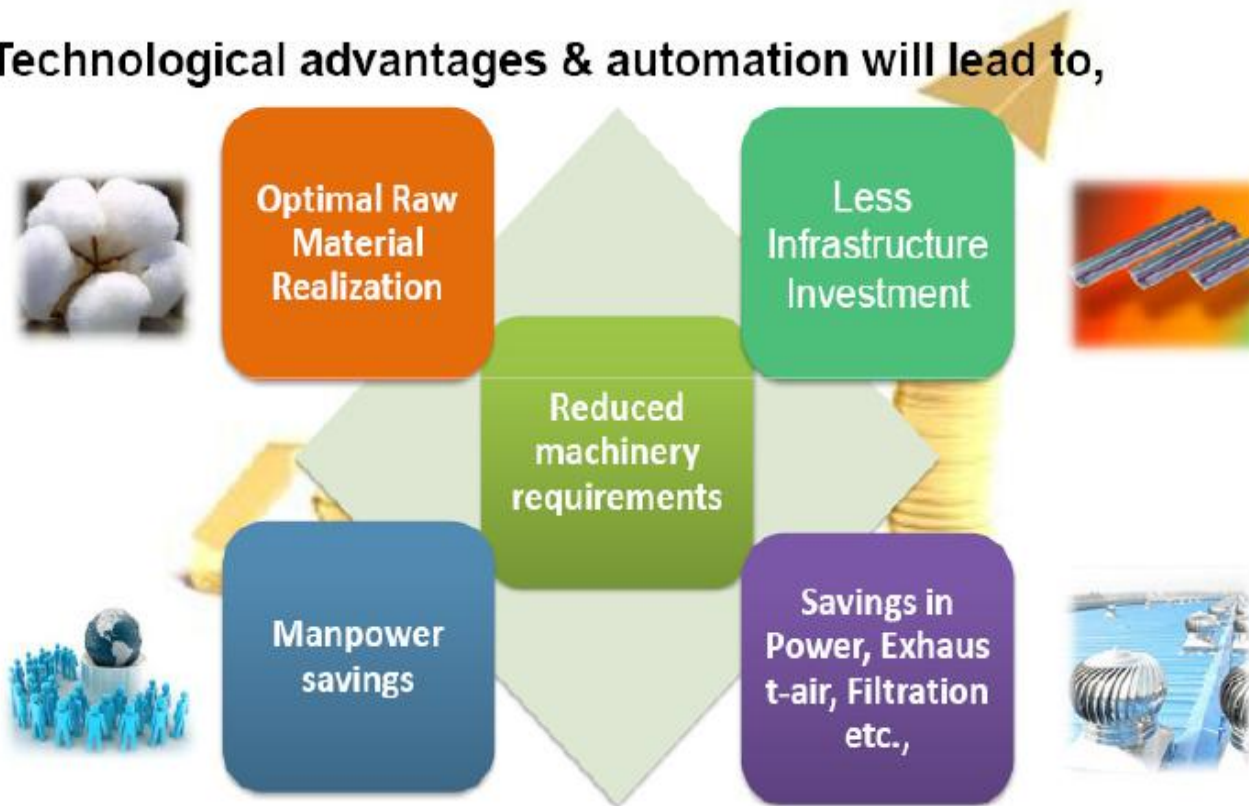 Technological advantages & automation will lead to,
Optimal Raw
Material
Realization
Less
Infrastructure
Investment
Reduced
machinery
requirements
Manpower
savings
Savings in
Power, Exhaus
t-air, Filtration
etc.,